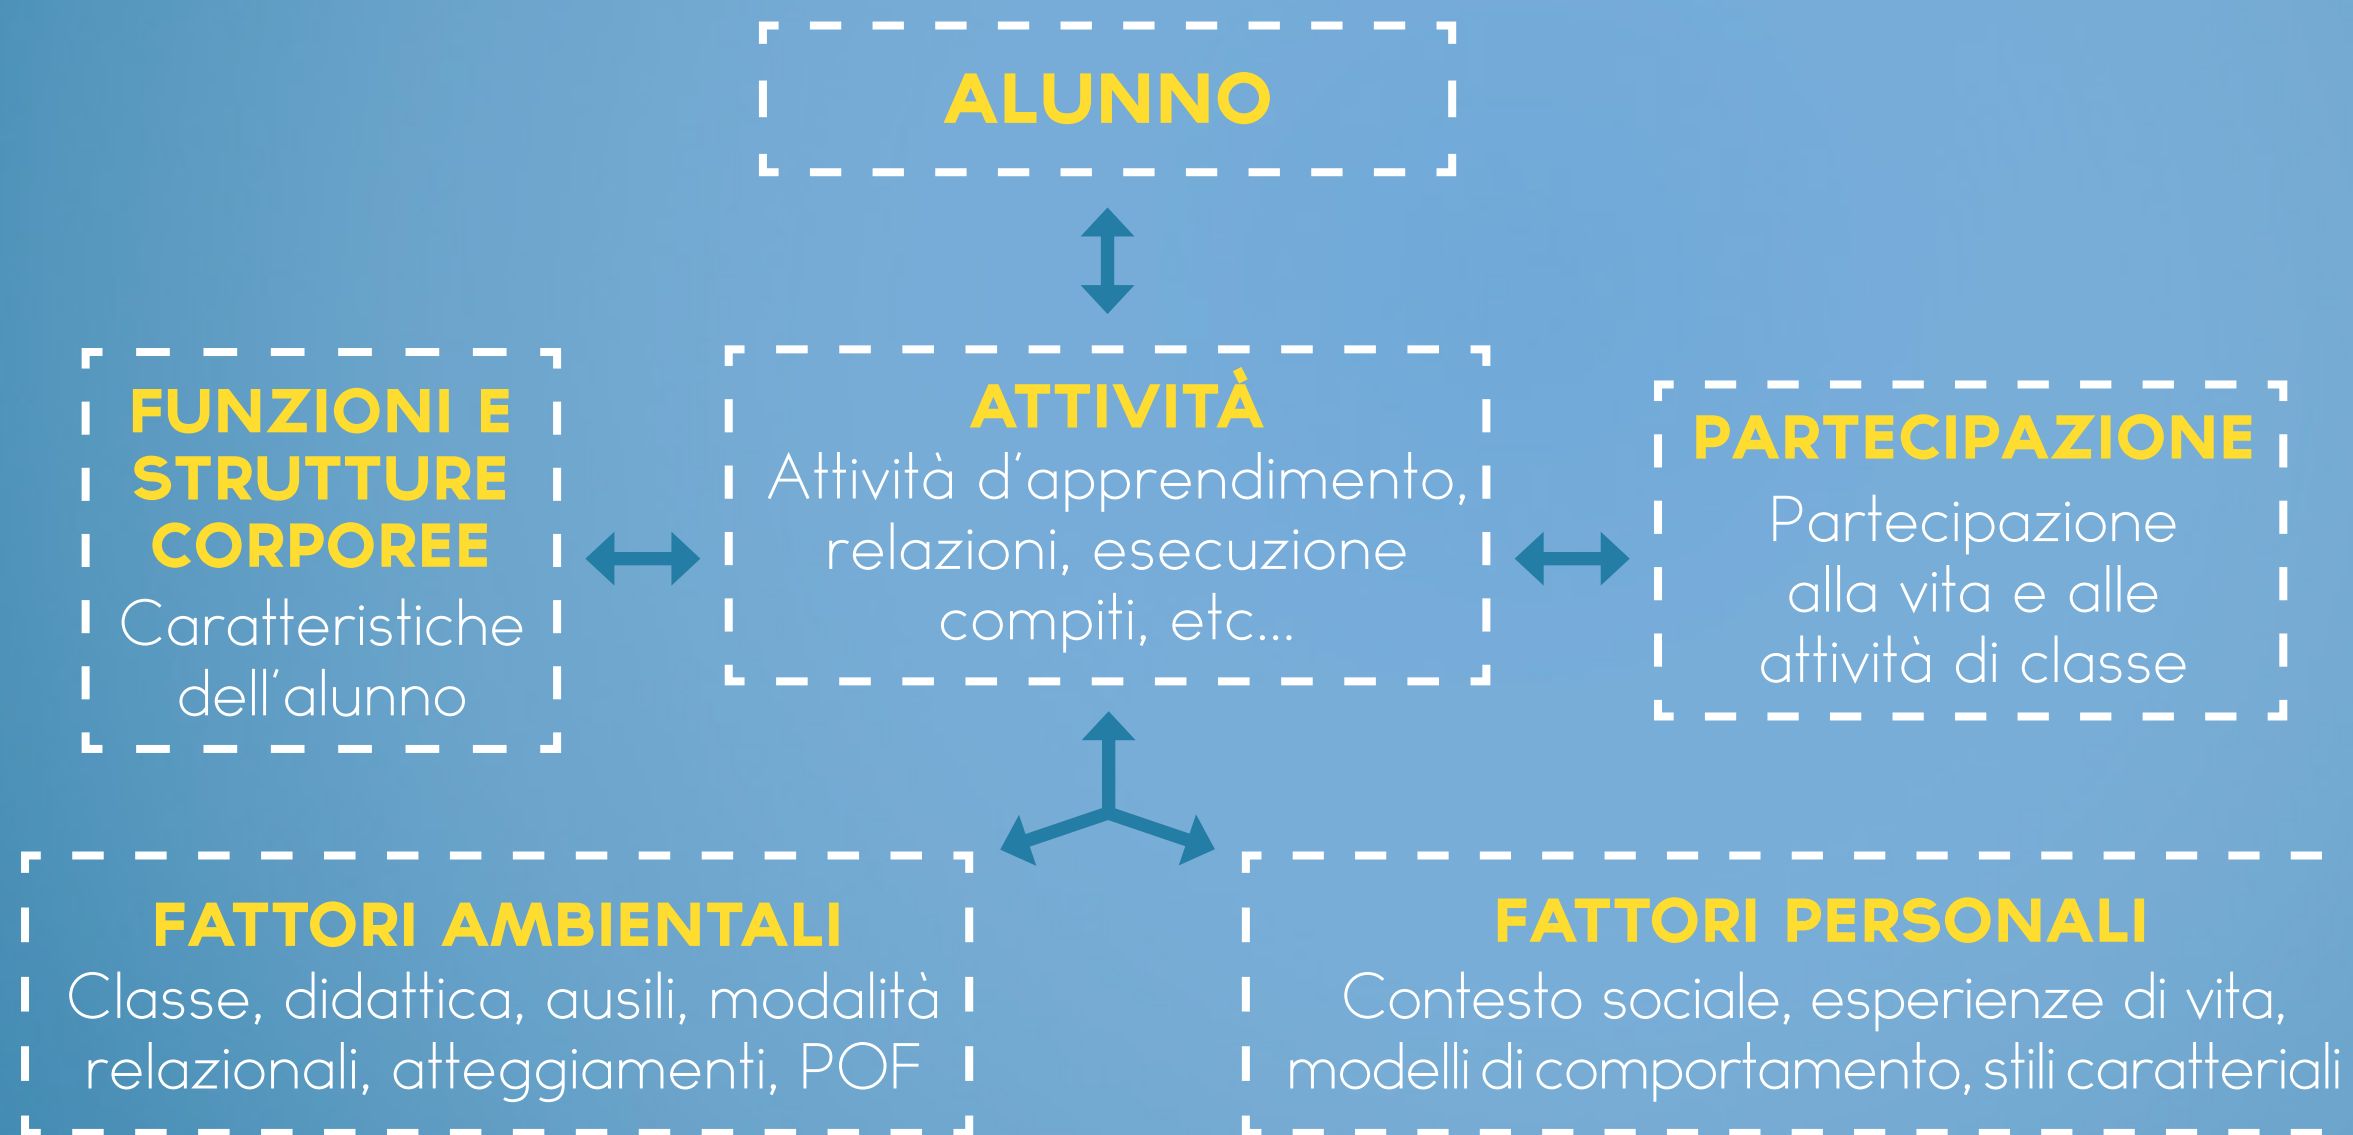 ALUNNO
FUNZIONI E
STRUTTURE
CORPOREE
Caratteristiche
dell'alunno
ATTIVITÀ
Attività d'apprendimento,
relazioni, esecuzione
compiti, etc...
PARTECIPAZIONE
Partecipazione
alla vita e alle
attività di classe
FATTORI AMBIENTALI
Classe, didattica, ausili, modalità
relazionali, atteggiamenti, POF
FATTORI PERSONALI
Contesto sociale, esperienze di vita,
modelli di comportamento, stili caratteriali